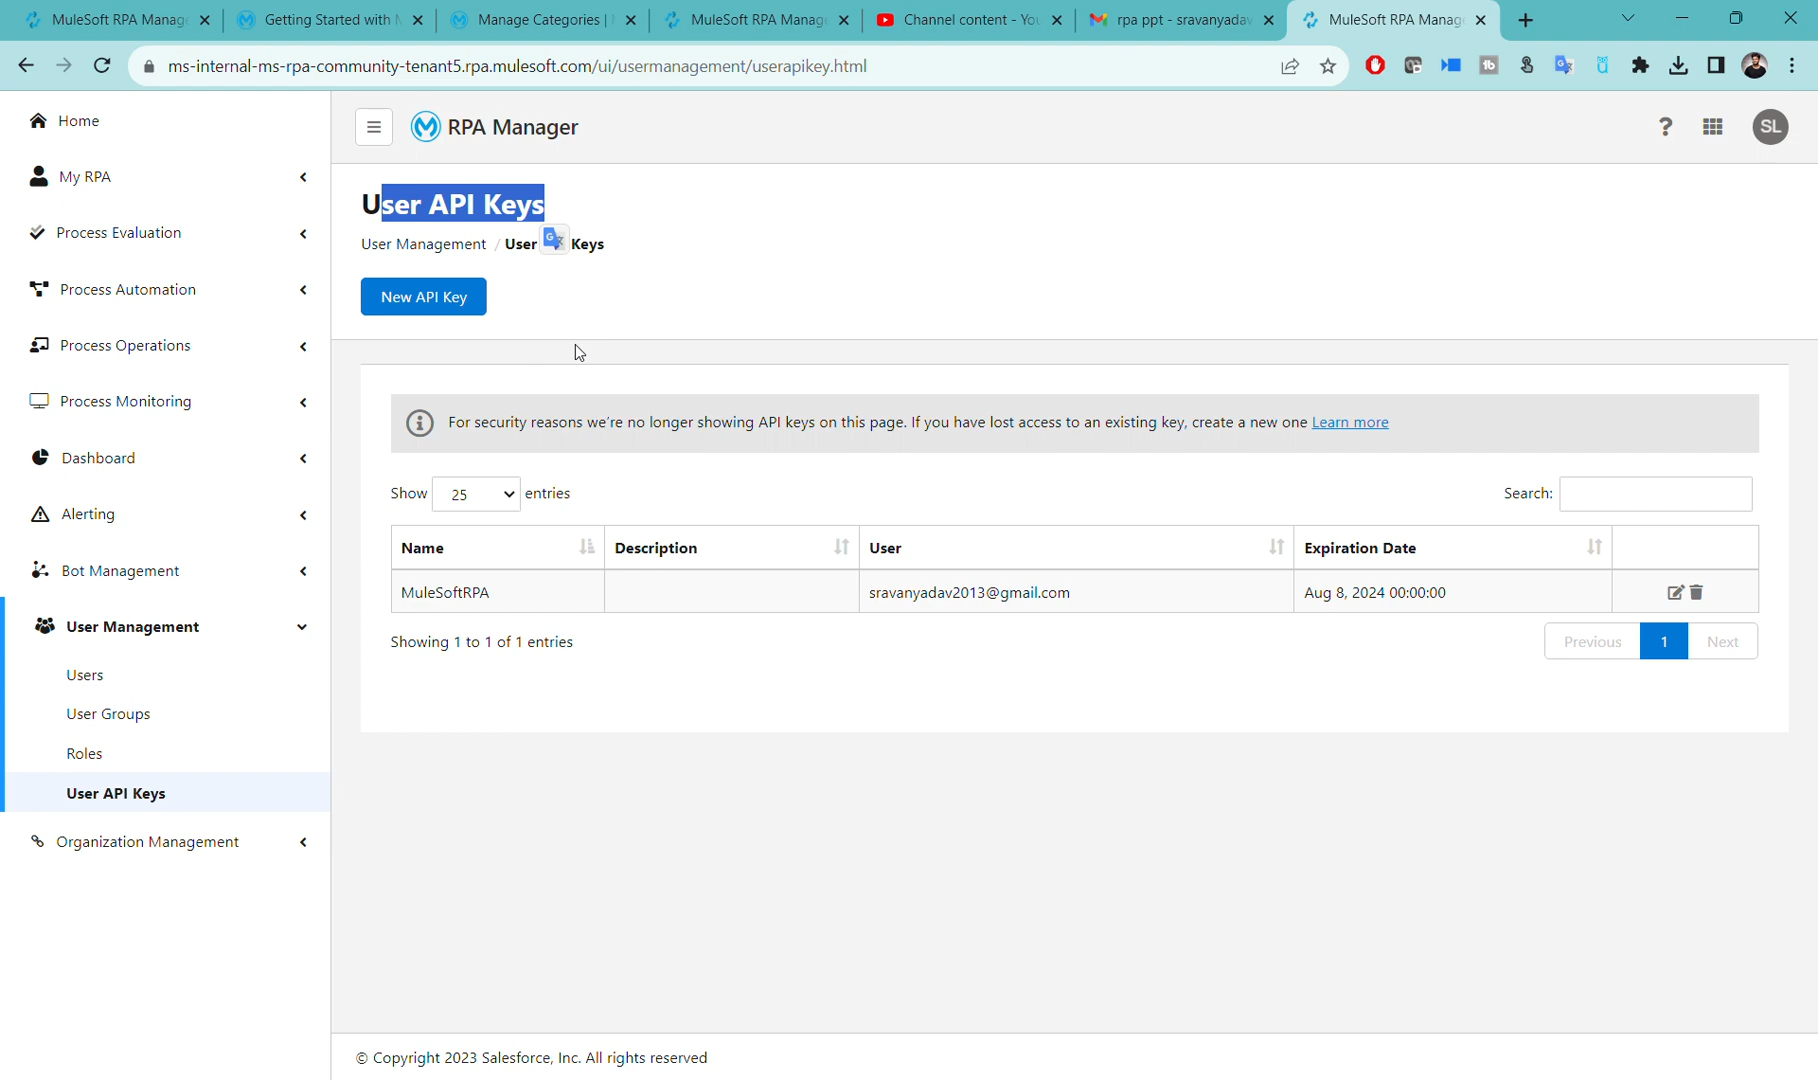 MuleSoft RPA Manag
Getting Started with
Manage Categories |
MuleSoft RPA Manag
Channel content - You
rpa ppt - sravanyadav
MuleSoft RPA Manag
ms-internal-ms-rpa-community-tenant5.rpa.mulesoft.com/ui/usermanagement/userapikey.html
Home
My RPA
Process Evaluation
Process Automation
Process Operations
Process Monitoring
Dashboard
Alerting
Bot Management
User Management
Users
User Groups
Roles
User API Keys
Organization Management
RPA Manager
?
SL
User API Keys
User Management / User Keys
New API Key
For security reasons we're no longer showing API keys on this page. If you have lost access to an existing key, create a new one Learn more
Show 25 entries
Search:
Name Description User Expiration Date
MuleSoftRPA sravanyadav2013@gmail.com Aug 8, 2024 00:00:00
Showing 1 to 1 of 1 entries
Previous 1 Next
© Copyright 2023 Salesforce, Inc. All rights reserved